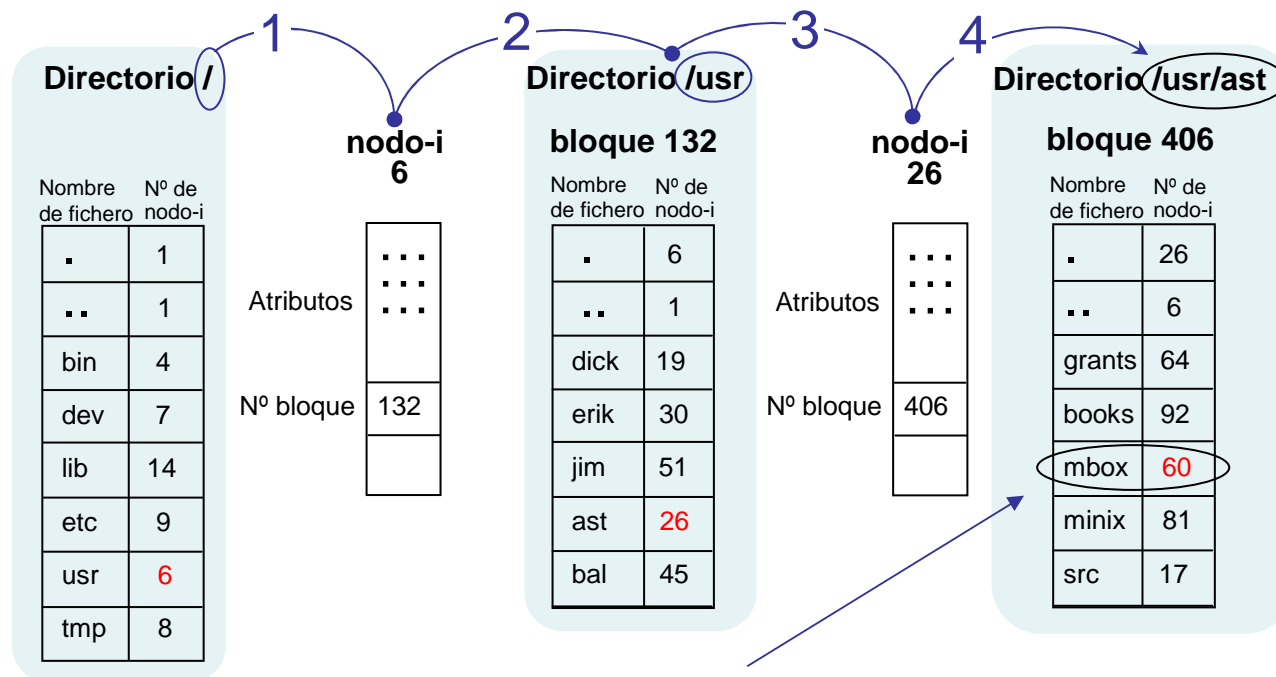 1
2
3
4
Directorio /
Nombre de fichero Nº de nodo-i
. 1
.. 1
bin 4
dev 7
lib 14
etc 9
usr 6
tmp 8
nodo-i
6
Atributos
...
...
...
Nº bloque 132
Directorio /usr
bloque 132
Nombre de fichero Nº de nodo-i
. 6
.. 1
dick 19
erik 30
jim 51
ast 26
bal 45
nodo-i
26
Atributos
...
...
...
Nº bloque 406
Directorio /usr/ast
bloque 406
Nombre de fichero Nº de nodo-i
. 26
.. 6
grants 64
books 92
mbox 60
minix 81
src 17